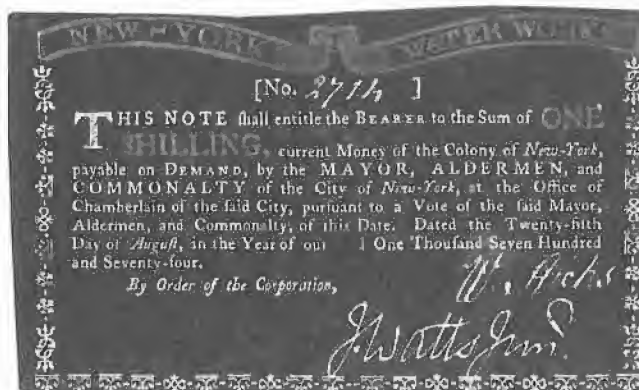 NEW-YORK WATER WORKS
[No. 2714 ]
THIS NOTE ſhall entitle the BEARER to the Sum of ONE
SHILLING, current Money of the Colony of New-York,
payable on DEMAND, by the MAYOR, ALDERMEN, and
COMMONALTY of the City of New-York, at the Office of
Chamberlain of the ſaid City, purſuant to a Vote of the ſaid Mayor,
Aldermen, and Commonalty, of this Date. Dated the Twenty-fifth
Day of Auguſt, in the Year of our One Thouſand Seven Hundred
and Seventy-four.
By Order of the Corporation,
W. Hicks
J. Watts Junr.